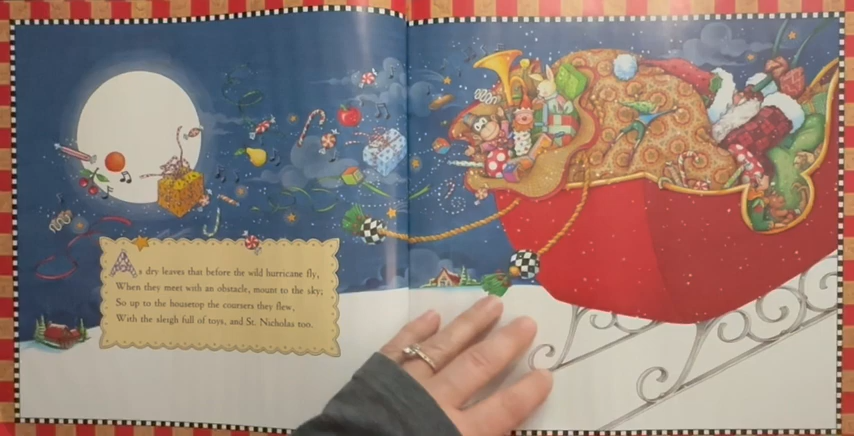 As dry leaves that before the wild hurricane fly,
When they meet with an obstacle, mount to the sky;
So up to the housetop the coursers they flew,
With the sleigh full of toys, and St. Nicholas too.